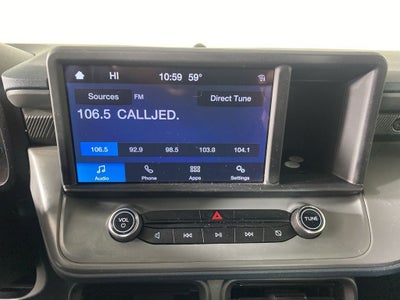 HI 10:59 59°
Sources FM Direct Tune
106.5 CALLJED.
106.5 92.9 98.5 103.9 104.1
Audio Phone Apps Settings
VOL TUNE